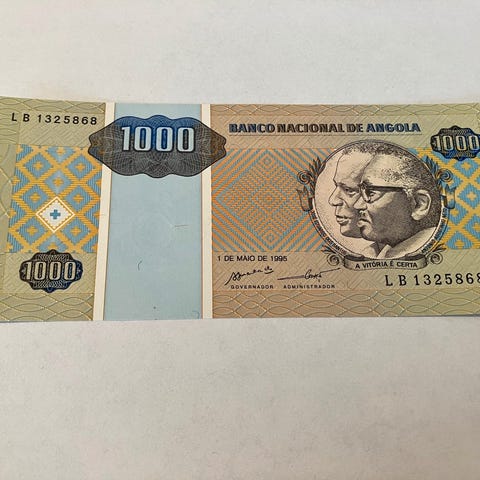 LB 1325868
1000
BANCO NACIONAL DE ANGOLA
1000
1 DE MAIO DE 1995
A VITÓRIA É CERTA
GOVERNADOR ADMINISTRADOR
1000
LB 1325868